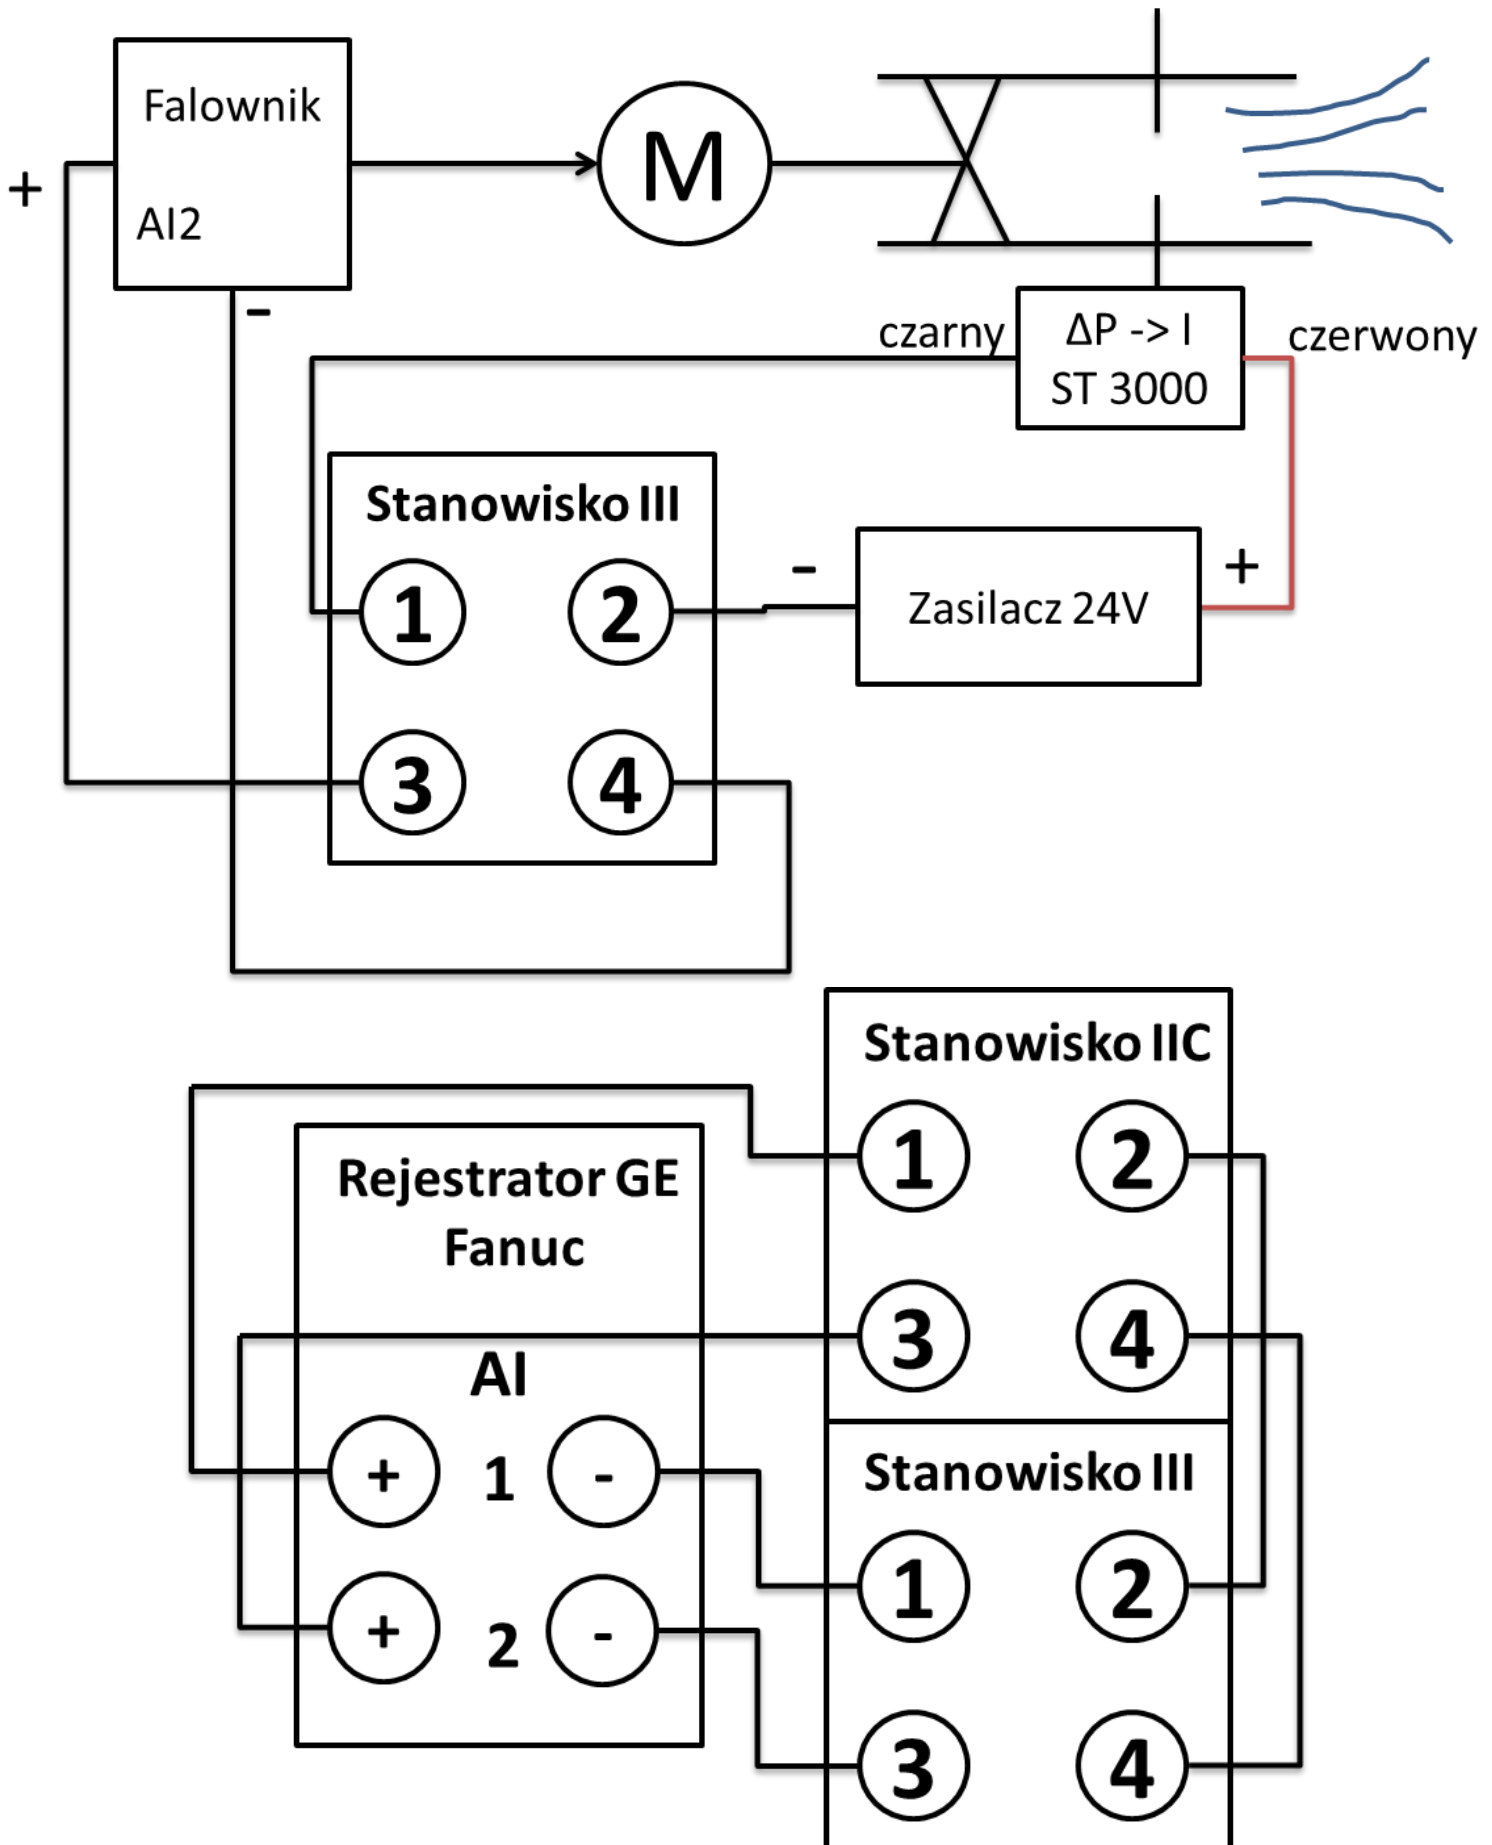 Falownik
M
+
AI2
-
czarny
ΔP -> I
czerwony
ST 3000
Stanowisko III
1
2
-
Zasilacz 24V
+
3
4
Stanowisko IIC
1
2
Rejestrator GE
Fanuc
3
4
AI
+
1
-
Stanowisko III
1
2
+
2
-
3
4